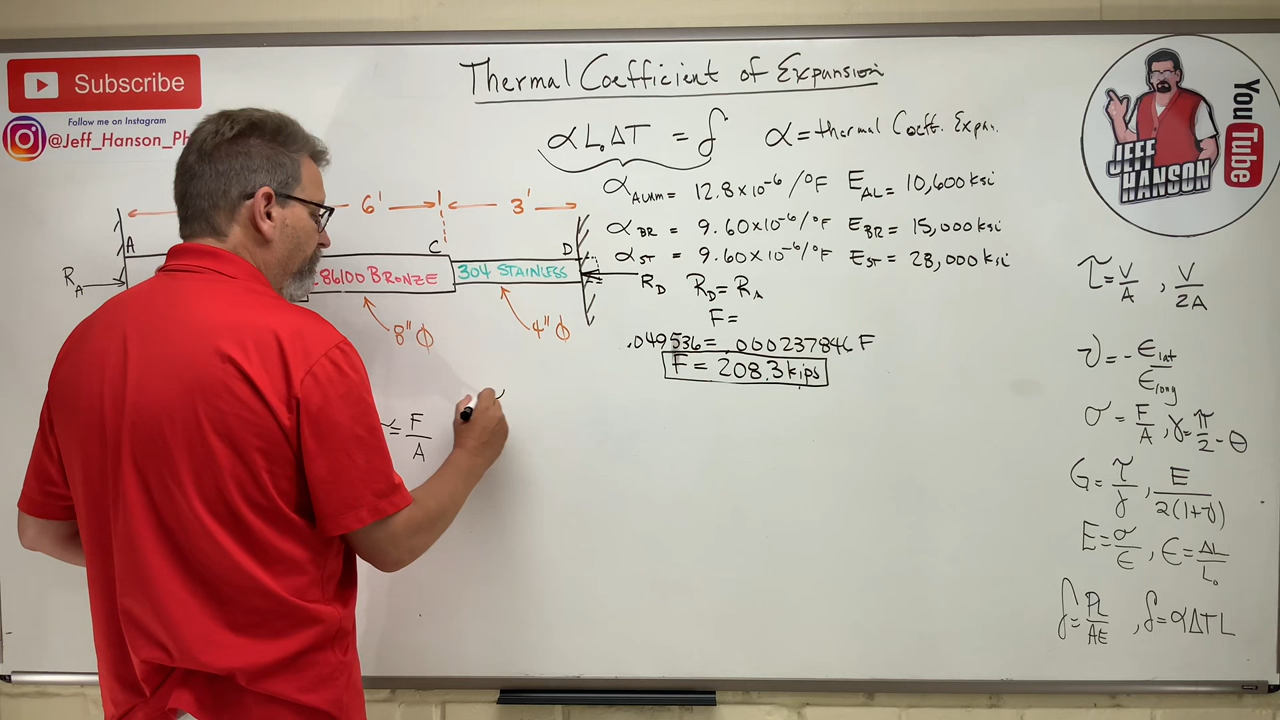 Subscribe
Follow me on Instagram
@Jeff_Hanson_Ph
Thermal Coefficient of Expansion
αL₀ΔT = δ
α = thermal Coeff. Expan.
α_ALUM = 12.8×10⁻⁶/°F E_AL = 10,600 ksi
α_BR = 9.60×10⁻⁶/°F E_BR = 15,000 ksi
α_ST = 9.60×10⁻⁶/°F E_ST = 28,000 ksi
6' 3'
A C D
R_A
86100 BRONZE
304 STAINLESS
R_D R_D = R_A
F =
.049536 = .000237846 F
F = 208.3 kips
8" ϕ
4" ϕ
= F/A
YouTube
JEFF
HANSON
τ = V/A , V/2A
ν = - ϵ_lat/ϵ_long
σ = F/A , γ = π/2 - θ
G = τ/γ , E/2(1+ν)
E = σ/ϵ , ϵ = ΔL/L₀
δ = PL/AE , δ = αΔTL